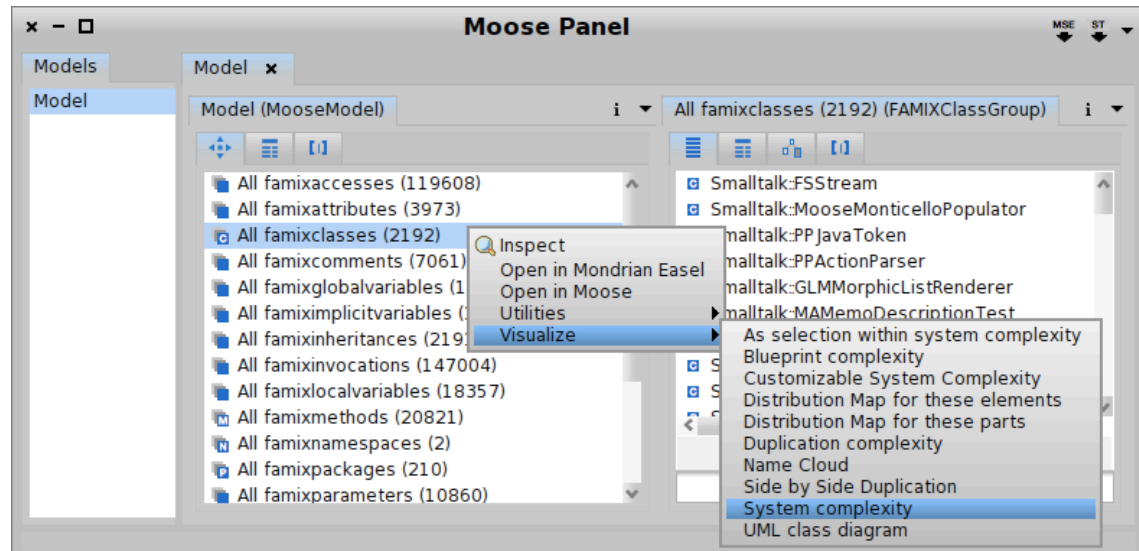 Moose Panel
MSE ST
Models
Model
Model
Model (MooseModel)
i
All famixaccesses (119608)
All famixattributes (3973)
All famixclasses (2192)
All famixcomments (7061)
All famixglobalvariables (1
All famiximplicitvariables (
All famixinheritances (219
All famixinvocations (147004)
All famixlocalvariables (18357)
All famixmethods (20821)
All famixnamespaces (2)
All famixpackages (210)
All famixparameters (10860)
All famixclasses (2192) (FAMIXClassGroup)
i
Smalltalk::FSStream
Smalltalk::MooseMonticelloPopulator
malltalk::PPJavaToken
malltalk::PPActionParser
malltalk::GLMMorphicListRenderer
malltalk::MAMemoDescriptionTest
Inspect
Open in Mondrian Easel
Open in Moose
Utilities
Visualize
As selection within system complexity
Blueprint complexity
Customizable System Complexity
Distribution Map for these elements
Distribution Map for these parts
Duplication complexity
Name Cloud
Side by Side Duplication
System complexity
UML class diagram